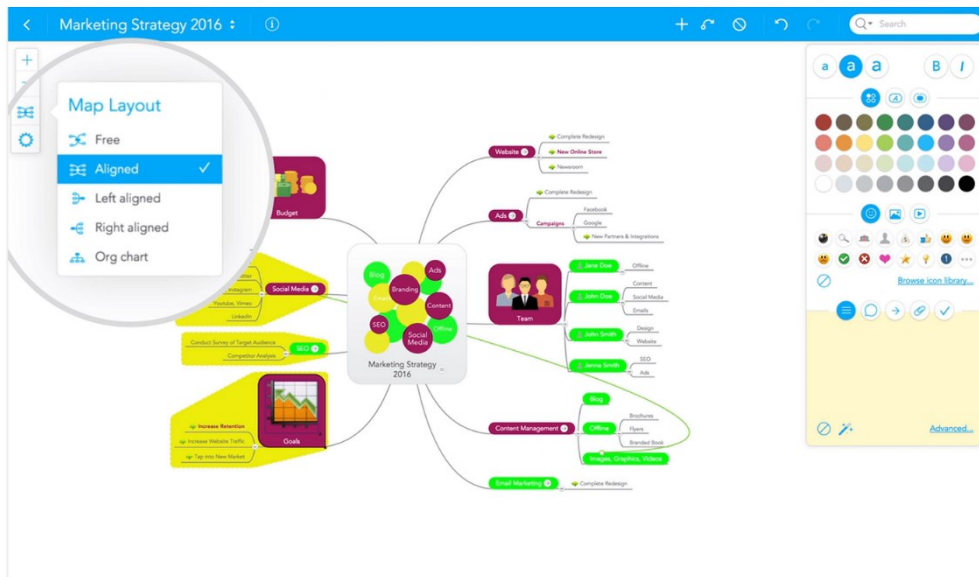 Marketing Strategy 2016
Search
Map Layout
Free
Aligned
Left aligned
Right aligned
Org chart
Budget
Social Media
Instagram
Youtube, Vimeo
LinkedIn
Conduct Survey of Target Audience
Competitor Analysis
SEO
Increase Retention
Increase Website Traffic
Tap into New Market
Goals
Blog
Ads
Branding
Content
SEO
Offline
Social
Media
Marketing Strategy
2016
Website
Complete Redesign
New Online Store
Newsroom
Ads
Complete Redesign
Campaigns
Facebook
Google
New Partners & Integrations
Team
Jane Doe
Offline
John Doe
Content
Social Media
Emails
John Smith
Design
Website
Jenna Smith
SEO
Ads
Content Management
Blog
Offline
Brochures
Flyers
Branded Book
Images, Graphics, Videos
Email Marketing
Complete Redesign
a a a B I
A
Browse icon library...
Advanced...